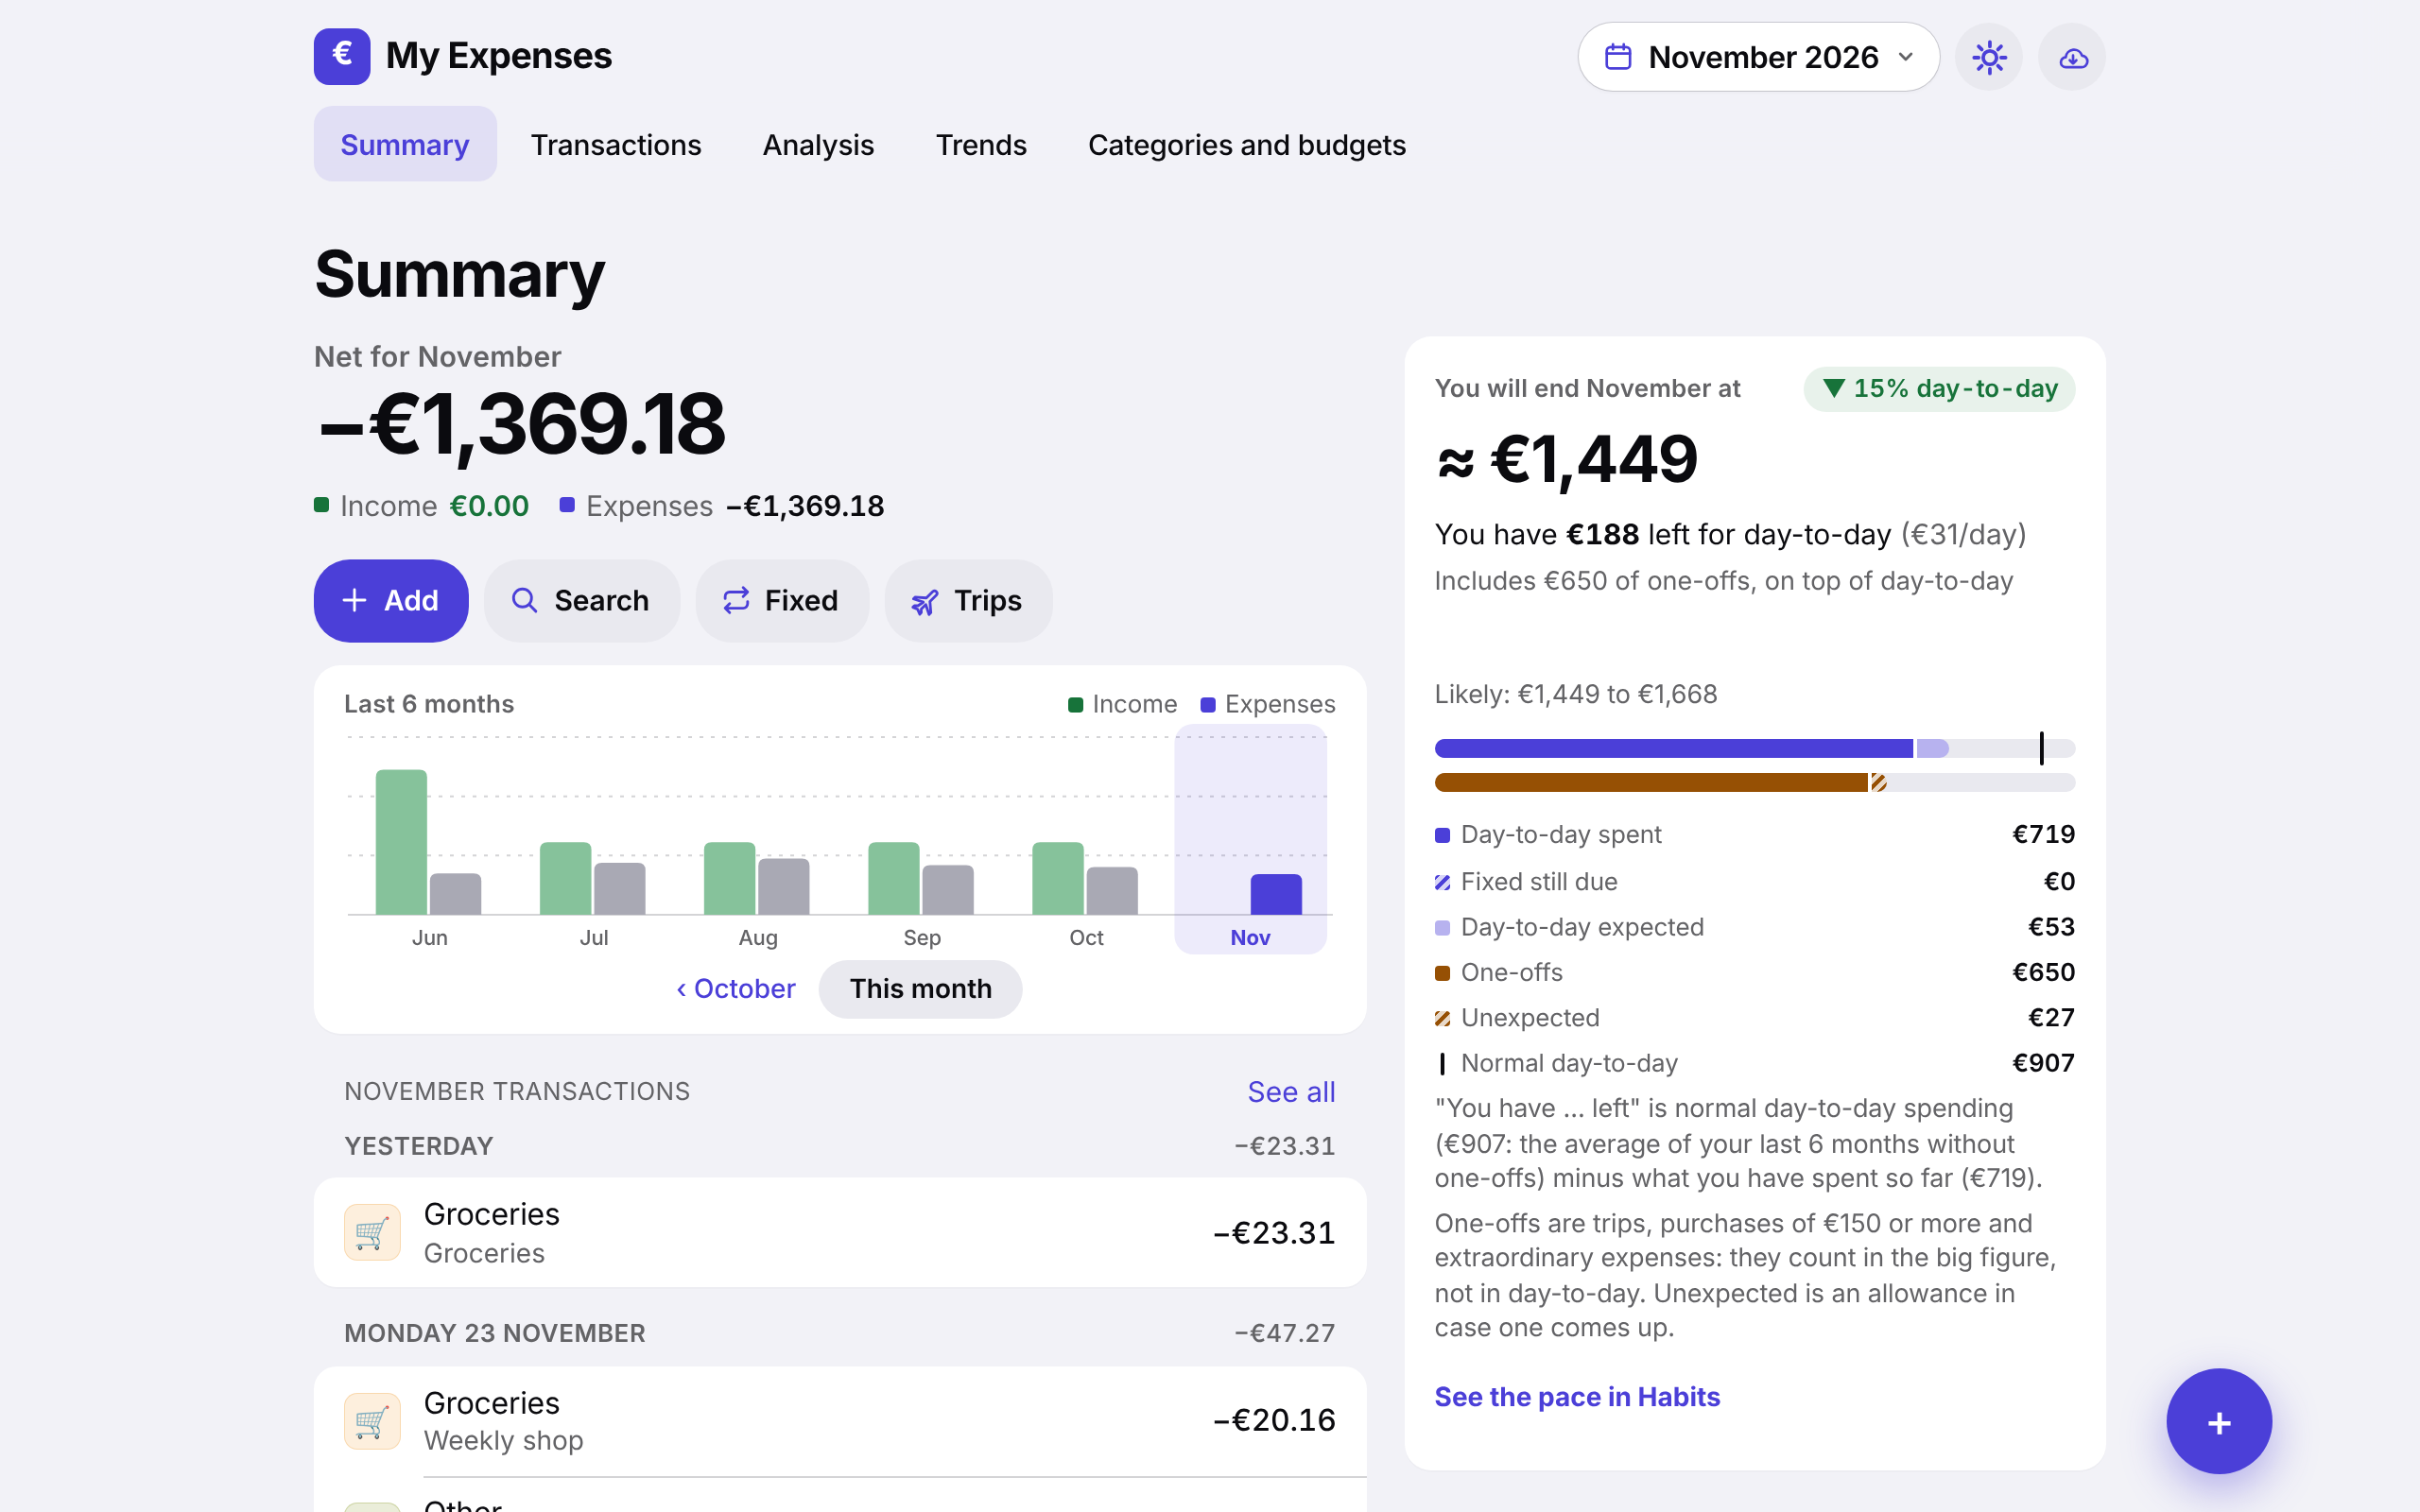 € My Expenses
November 2026
Summary Transactions Analysis Trends Categories and budgets
Summary
Net for November
−€1,369.18
Income €0.00 Expenses −€1,369.18
Add Search Fixed Trips
Last 6 months
Income Expenses
Jun Jul Aug Sep Oct Nov
‹ October This month
NOVEMBER TRANSACTIONS See all
YESTERDAY −€23.31
Groceries
Groceries
−€23.31
MONDAY 23 NOVEMBER −€47.27
Groceries
Weekly shop
−€20.16
Other
You will end November at
▼ 15% day-to-day
≈ €1,449
You have €188 left for day-to-day (€31/day)
Includes €650 of one-offs, on top of day-to-day
Likely: €1,449 to €1,668
Day-to-day spent €719
Fixed still due €0
Day-to-day expected €53
One-offs €650
Unexpected €27
Normal day-to-day €907
"You have ... left" is normal day-to-day spending
(€907: the average of your last 6 months without
one-offs) minus what you have spent so far (€719).
One-offs are trips, purchases of €150 or more and
extraordinary expenses: they count in the big figure,
not in day-to-day. Unexpected is an allowance in
case one comes up.
See the pace in Habits
+